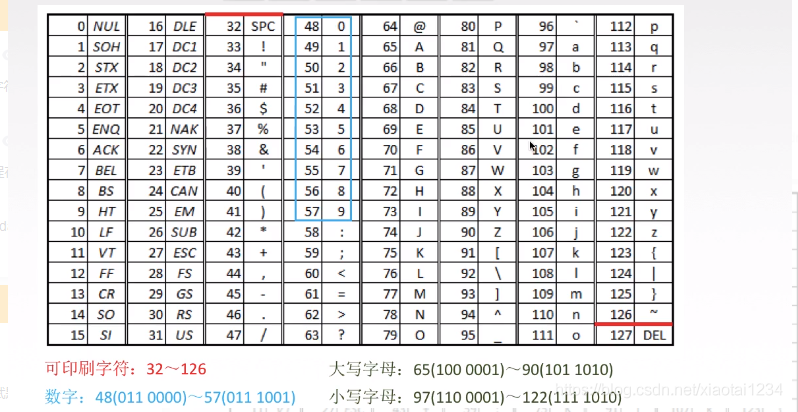 0 NUL 16 DLE 32 SPC 48 0 64 @ 80 P 96 ` 112 p
1 SOH 17 DC1 33 ! 49 1 65 A 81 Q 97 a 113 q
2 STX 18 DC2 34 " 50 2 66 B 82 R 98 b 114 r
3 ETX 19 DC3 35 # 51 3 67 C 83 S 99 c 115 s
4 EOT 20 DC4 36 $ 52 4 68 D 84 T 100 d 116 t
5 ENQ 21 NAK 37 % 53 5 69 E 85 U 101 e 117 u
6 ACK 22 SYN 38 & 54 6 70 F 86 V 102 f 118 v
7 BEL 23 ETB 39 ' 55 7 71 G 87 W 103 g 119 w
8 BS 24 CAN 40 ( 56 8 72 H 88 X 104 h 120 x
9 HT 25 EM 41 ) 57 9 73 I 89 Y 105 i 121 y
10 LF 26 SUB 42 * 58 : 74 J 90 Z 106 j 122 z
11 VT 27 ESC 43 + 59 ; 75 K 91 [ 107 k 123 {
12 FF 28 FS 44 , 60 < 76 L 92 \ 108 l 124 |
13 CR 29 GS 45 - 61 = 77 M 93 ] 109 m 125 }
14 SO 30 RS 46 . 62 > 78 N 94 ^ 110 n 126 ~
15 SI 31 US 47 / 63 ? 79 O 95 _ 111 o 127 DEL
可印刷字符：32～126 大写字母：65(100 0001)～90(101 1010)
数字：48(011 0000)～57(011 1001) 小写字母：97(110 0001)～122(111 1010)
https://blog.csdn.net/xiaotai1234